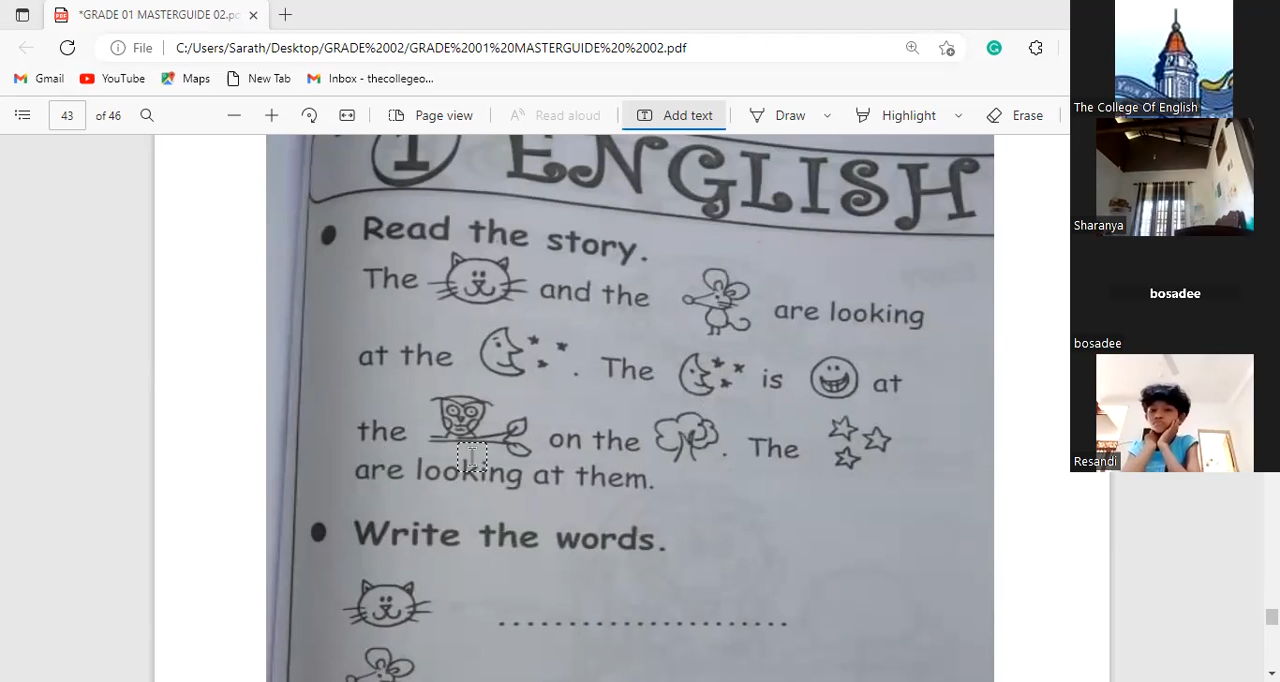 *GRADE 01 MASTERGUIDE 02.pd
File
C:/Users/Sarath/Desktop/GRADE%2002/GRADE%2001%20MASTERGUIDE%20%2002.pdf
Gmail
YouTube
Maps
New Tab
Inbox - thecollegeo...
43
of 46
Page view
Read aloud
Add text
Draw
Highlight
Erase
1 ENGLISH
Read the story.
The and the are looking
at the . The is at
the on the . The
are looking at them.
Write the words.
The College Of English
Sharanya
bosadee
bosadee
Resandi